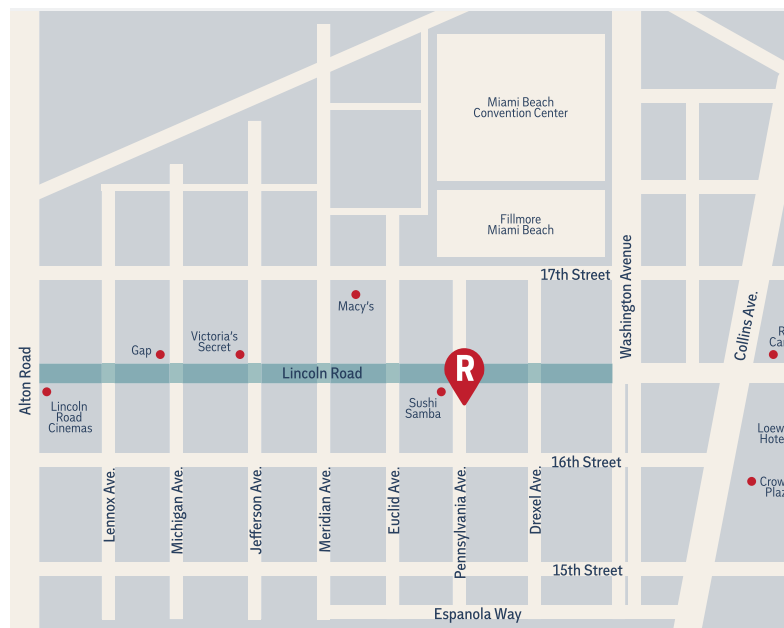 Miami Beach
Convention Center
Fillmore
Miami Beach
17th Street
Washington Avenue
Collins Ave.
Macy's
Victoria's
Secret
Gap
Alton Road
Lincoln Road
R
Lincoln
Road
Cinemas
Sushi
Samba
R
Ca
Loew
Hote
16th Street
Crow
Plaz
Lennox Ave.
Michigan Ave.
Jefferson Ave.
Meridian Ave.
Euclid Ave.
Pennsylvania Ave.
Drexel Ave.
15th Street
Espanola Way